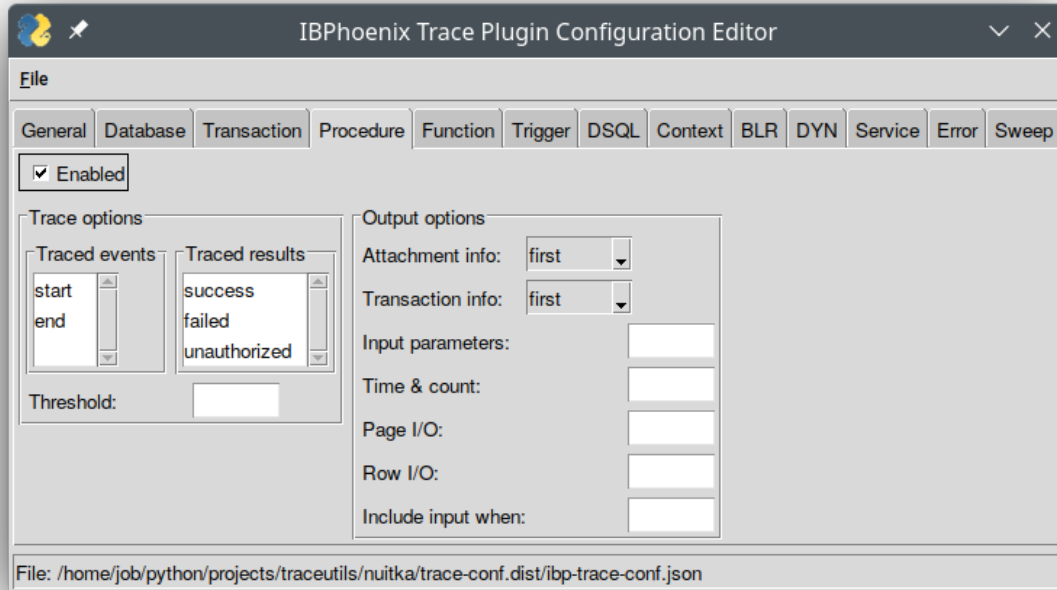 IBPhoenix Trace Plugin Configuration Editor
File
General Database Transaction Procedure Function Trigger DSQL Context BLR DYN Service Error Sweep
Enabled
Trace options
Traced events
start
end
Traced results
success
failed
unauthorized
Threshold:
Output options
Attachment info: first
Transaction info: first
Input parameters:
Time & count:
Page I/O:
Row I/O:
Include input when:
File: /home/job/python/projects/traceutils/nuitka/trace-conf.dist/ibp-trace-conf.json